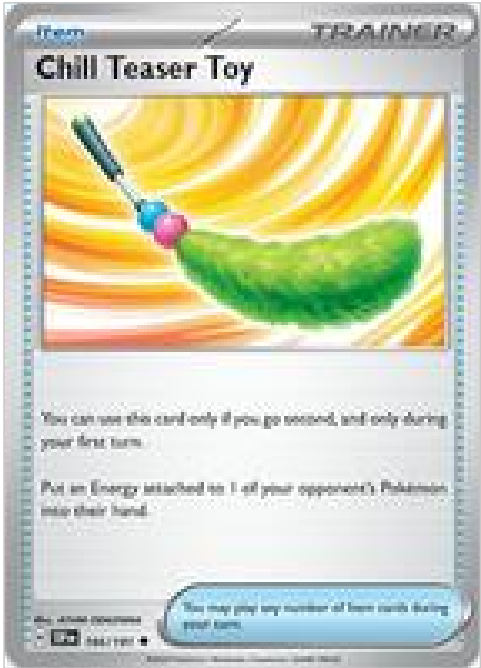 Item
TRAINER
Chill Teaser Toy
You can use this card only if you go second, and only during
your first turn.
Put an Energy attached to 1 of your opponent's Pokémon
into their hand.
You may play any number of Item cards during
your turn.